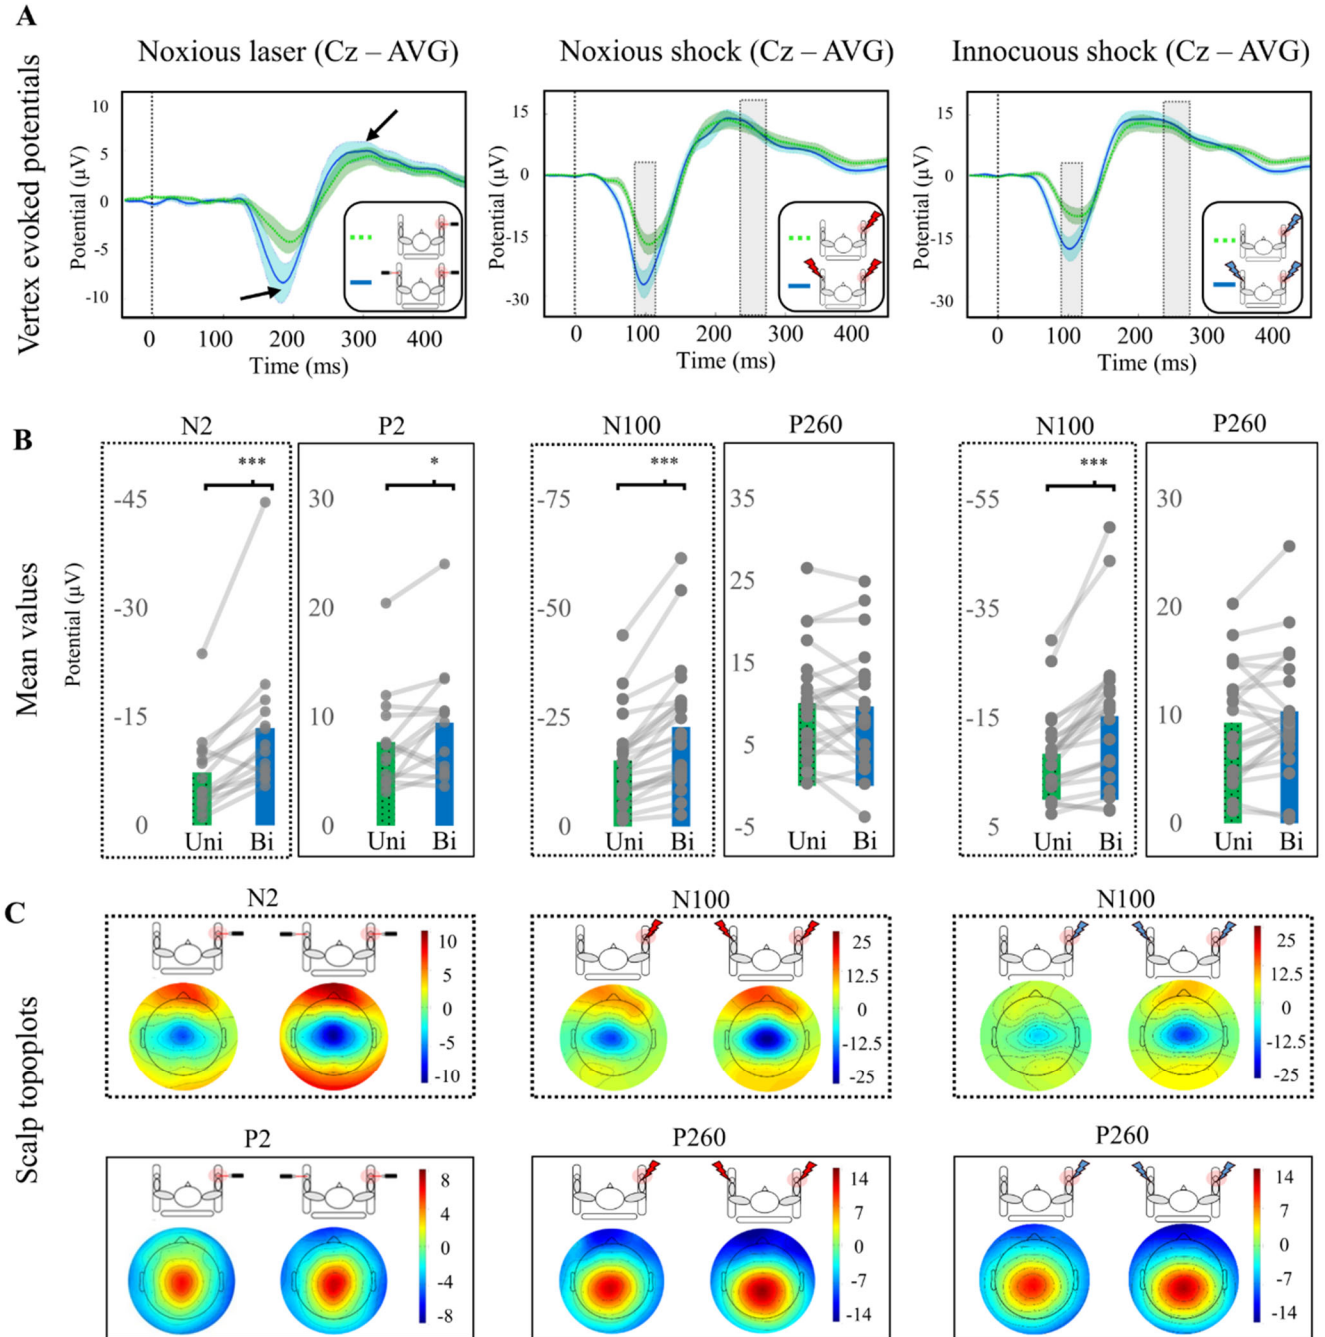 A
Vertex evoked potentials
Noxious laser (Cz – AVG)
Potential (μV)
10
5
0
-5
-10
0 100 200 300 400
Time (ms)
Noxious shock (Cz – AVG)
Potential (μV)
15
0
-15
-30
0 100 200 300 400
Time (ms)
Innocuous shock (Cz – AVG)
Potential (μV)
15
0
-15
-30
0 100 200 300 400
Time (ms)
B
Mean values
Potential (μV)
N2
***
-45
-30
-15
0
Uni Bi
P2
*
30
20
10
0
Uni Bi
N100
***
-75
-50
-25
0
Uni Bi
P260
35
25
15
5
-5
Uni Bi
N100
***
-55
-35
-15
5
Uni Bi
P260
30
20
10
0
Uni Bi
C
Scalp topoplots
N2
10
5
0
-5
-10
N100
25
12.5
0
-12.5
-25
N100
25
12.5
0
-12.5
-25
P2
8
4
0
-4
-8
P260
14
7
0
-7
-14
P260
14
7
0
-7
-14